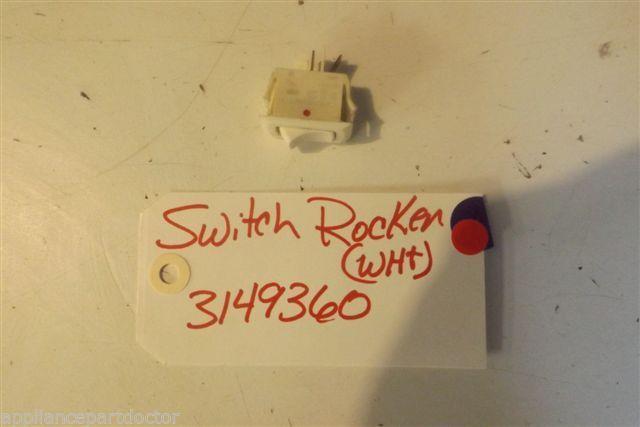 Switch Rocker
(WHt)
3149360
appliancepartdoctor